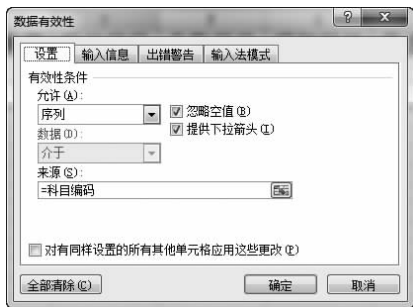 数据有效性
设置 输入信息 出错警告 输入法模式
有效性条件
允许(A):
序列 忽略空值(B)
数据(D): 提供下拉箭头(I)
介于
来源(S):
=科目编码
对有同样设置的所有其他单元格应用这些更改(P)
全部清除(C) 确定 取消